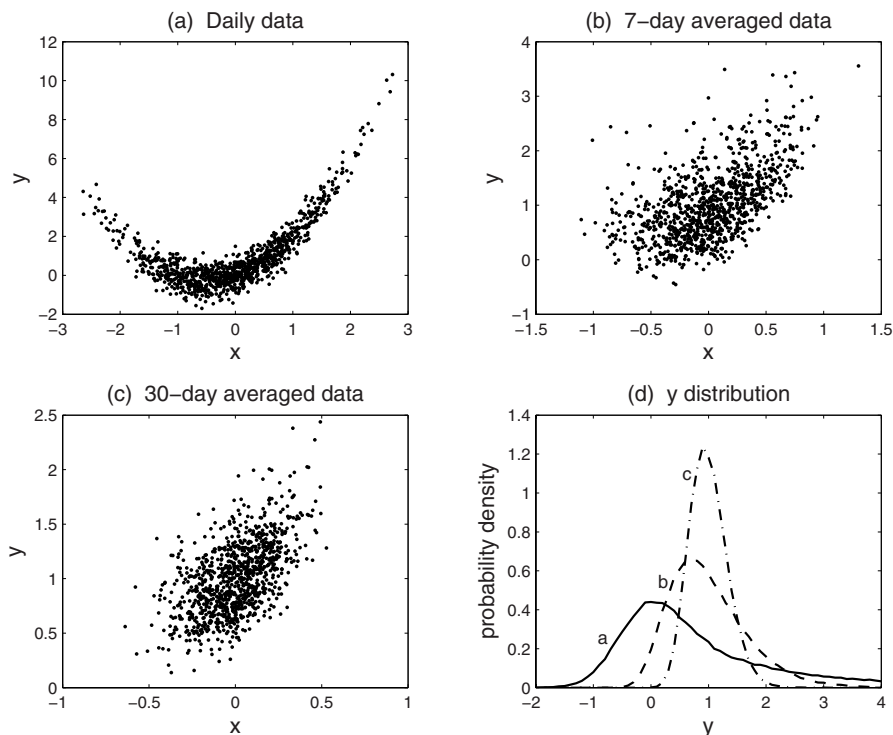 (a) Daily data
y
12
10
8
6
4
2
0
−2
−3 −2 −1 0 1 2 3
x
(b) 7−day averaged data
y
4
3
2
1
0
−1
−1.5 −1 −0.5 0 0.5 1 1.5
x
(c) 30−day averaged data
y
2.5
2
1.5
1
0.5
0
−1 −0.5 0 0.5 1
x
(d) y distribution
probability density
1.4
1.2
1
0.8
0.6
0.4
0.2
0
c
b
a
−2 −1 0 1 2 3 4
y